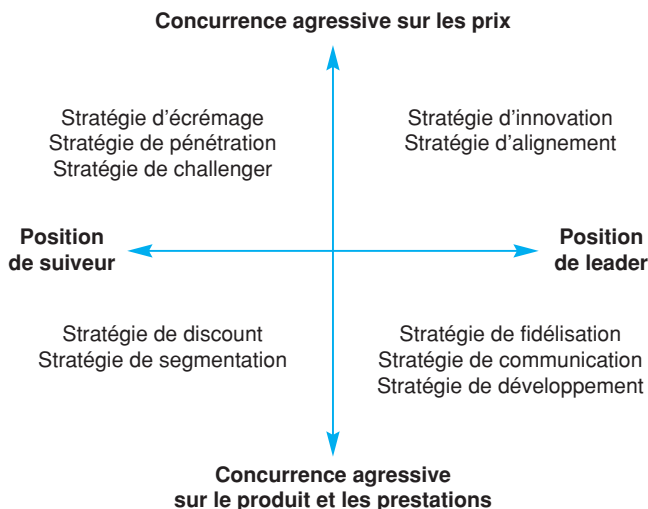 Concurrence agressive sur les prix
Stratégie d'écrémage
Stratégie de pénétration
Stratégie de challenger
Stratégie d'innovation
Stratégie d'alignement
Position
de suiveur
Position
de leader
Stratégie de discount
Stratégie de segmentation
Stratégie de fidélisation
Stratégie de communication
Stratégie de développement
Concurrence agressive
sur le produit et les prestations